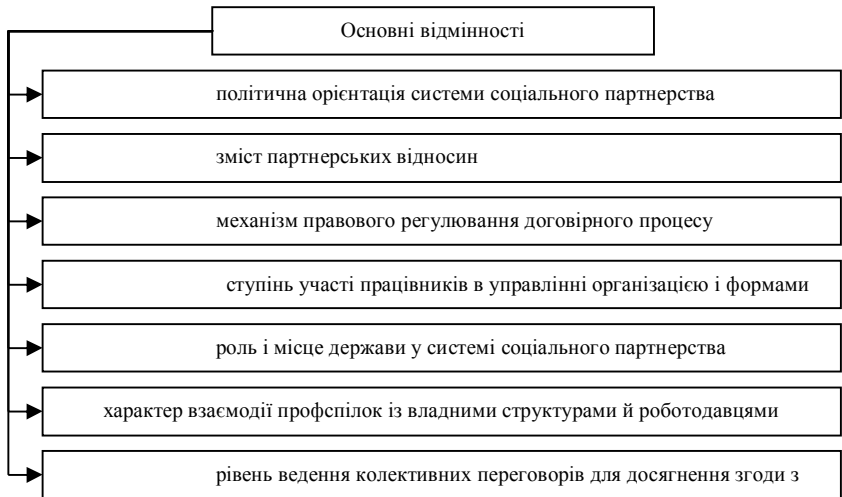 Основні відмінності
політична орієнтація системи соціального партнерства
зміст партнерських відносин
механізм правового регулювання договірного процесу
ступінь участі працівників в управлінні організацією і формами
роль і місце держави у системі соціального партнерства
характер взаємодії профспілок із владними структурами й роботодавцями
рівень ведення колективних переговорів для досягнення згоди з